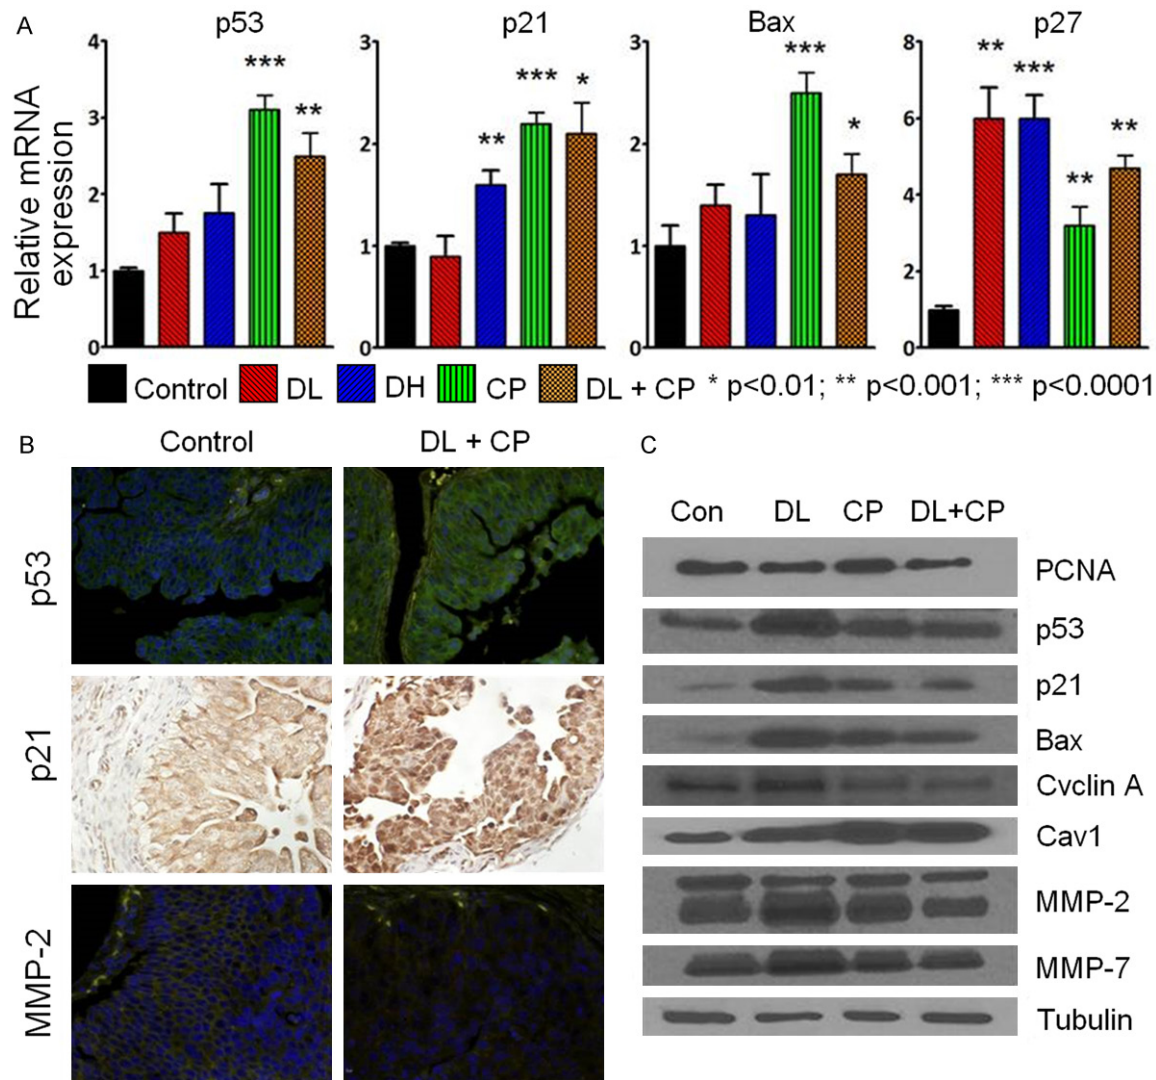 A
p53
p21
Bax
p27
Relative mRNA
expression
4
3
2
1
0
***
**
3
2
1
0
**
***
*
3
2
1
0
***
*
8
6
4
2
0
**
***
**
**
Control
DL
DH
CP
DL + CP
* p<0.01; ** p<0.001; *** p<0.0001
B
Control
DL + CP
p53
p21
MMP-2
C
Con
DL
CP
DL+CP
PCNA
p53
p21
Bax
Cvclin A
Cav1
MMP-2
MMP-7
Tubulin